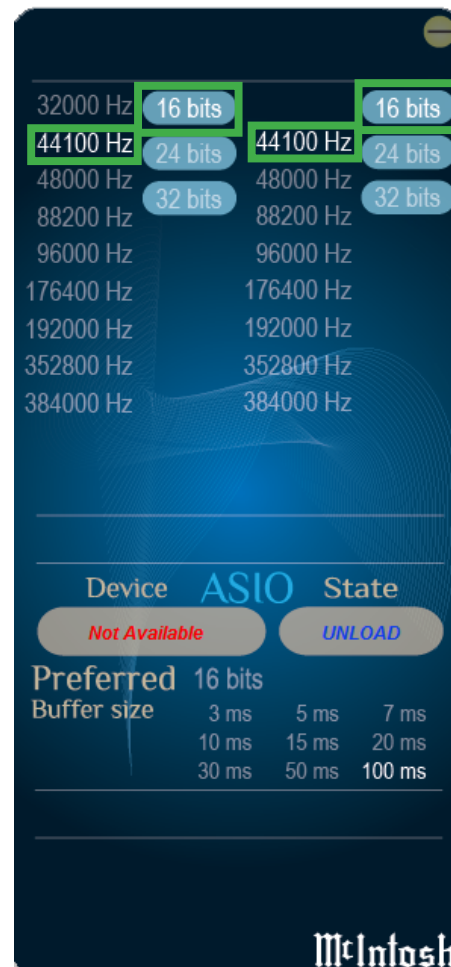 32000 Hz 16 bits 16 bits
44100 Hz 24 bits 44100 Hz 24 bits
48000 Hz 32 bits 48000 Hz 32 bits
88200 Hz 88200 Hz
96000 Hz 96000 Hz
176400 Hz 176400 Hz
192000 Hz 192000 Hz
352800 Hz 352800 Hz
384000 Hz 384000 Hz
Device ASIO State
Not Available UNLOAD
Preferred 16 bits
Buffer size 3 ms 5 ms 7 ms
10 ms 15 ms 20 ms
30 ms 50 ms 100 ms
McIntosh